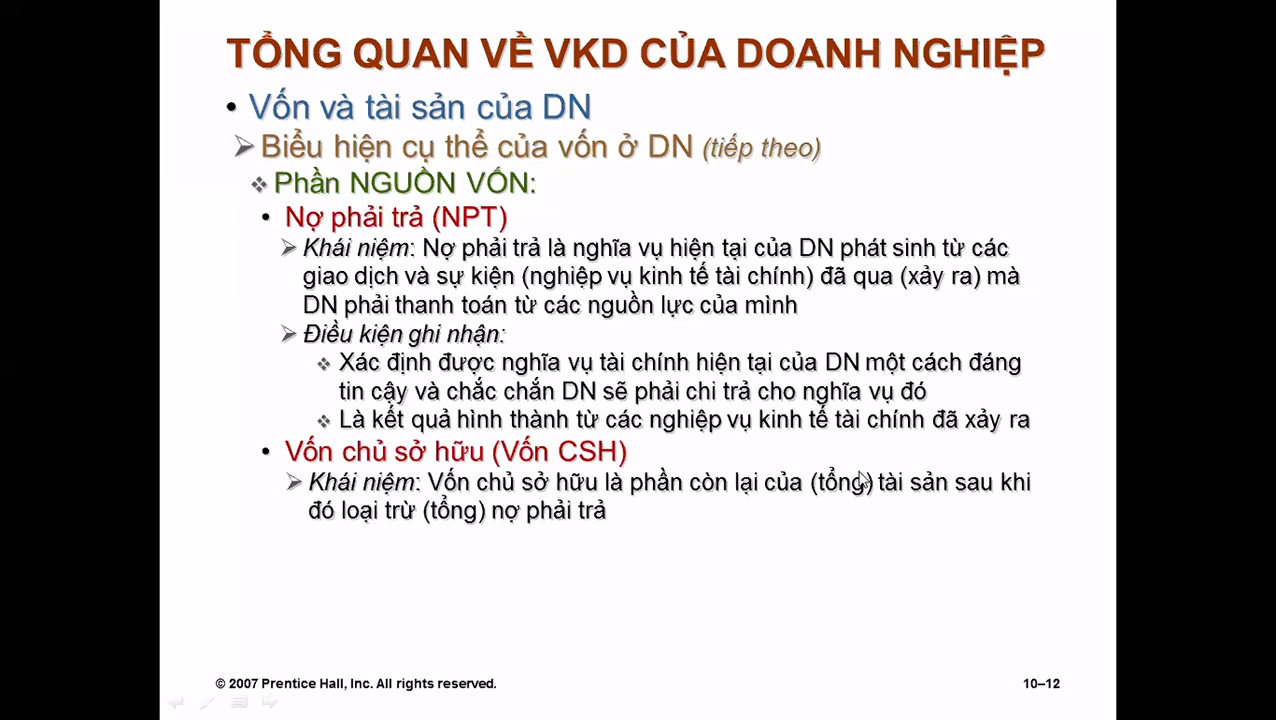 TỔNG QUAN VỀ VKD CỦA DOANH NGHIỆP
• Vốn và tài sản của DN
➢ Biểu hiện cụ thể của vốn ở DN (tiếp theo)
❖ Phần NGUỒN VỐN:
• Nợ phải trả (NPT)
➢ Khái niệm: Nợ phải trả là nghĩa vụ hiện tại của DN phát sinh từ các
giao dịch và sự kiện (nghiệp vụ kinh tế tài chính) đã qua (xảy ra) mà
DN phải thanh toán từ các nguồn lực của mình
➢ Điều kiện ghi nhận:
❖ Xác định được nghĩa vụ tài chính hiện tại của DN một cách đáng
tin cậy và chắc chắn DN sẽ phải chi trả cho nghĩa vụ đó
❖ Là kết quả hình thành từ các nghiệp vụ kinh tế tài chính đã xảy ra
• Vốn chủ sở hữu (Vốn CSH)
➢ Khái niệm: Vốn chủ sở hữu là phần còn lại của (tổng) tài sản sau khi
đó loại trừ (tổng) nợ phải trả
© 2007 Prentice Hall, Inc. All rights reserved.
10–12